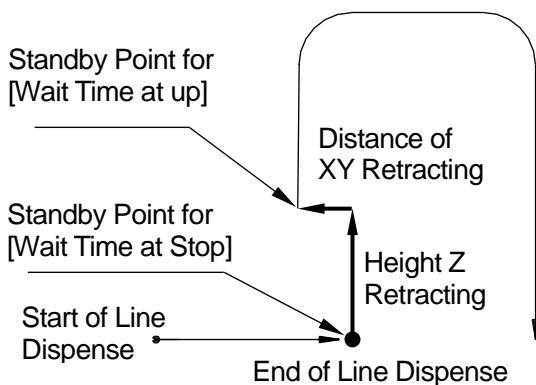 Standby Point for
[Wait Time at up]
Distance of
XY Retracting
Standby Point for
[Wait Time at Stop]
Height Z
Retracting
Start of Line
Dispense
End of Line Dispense